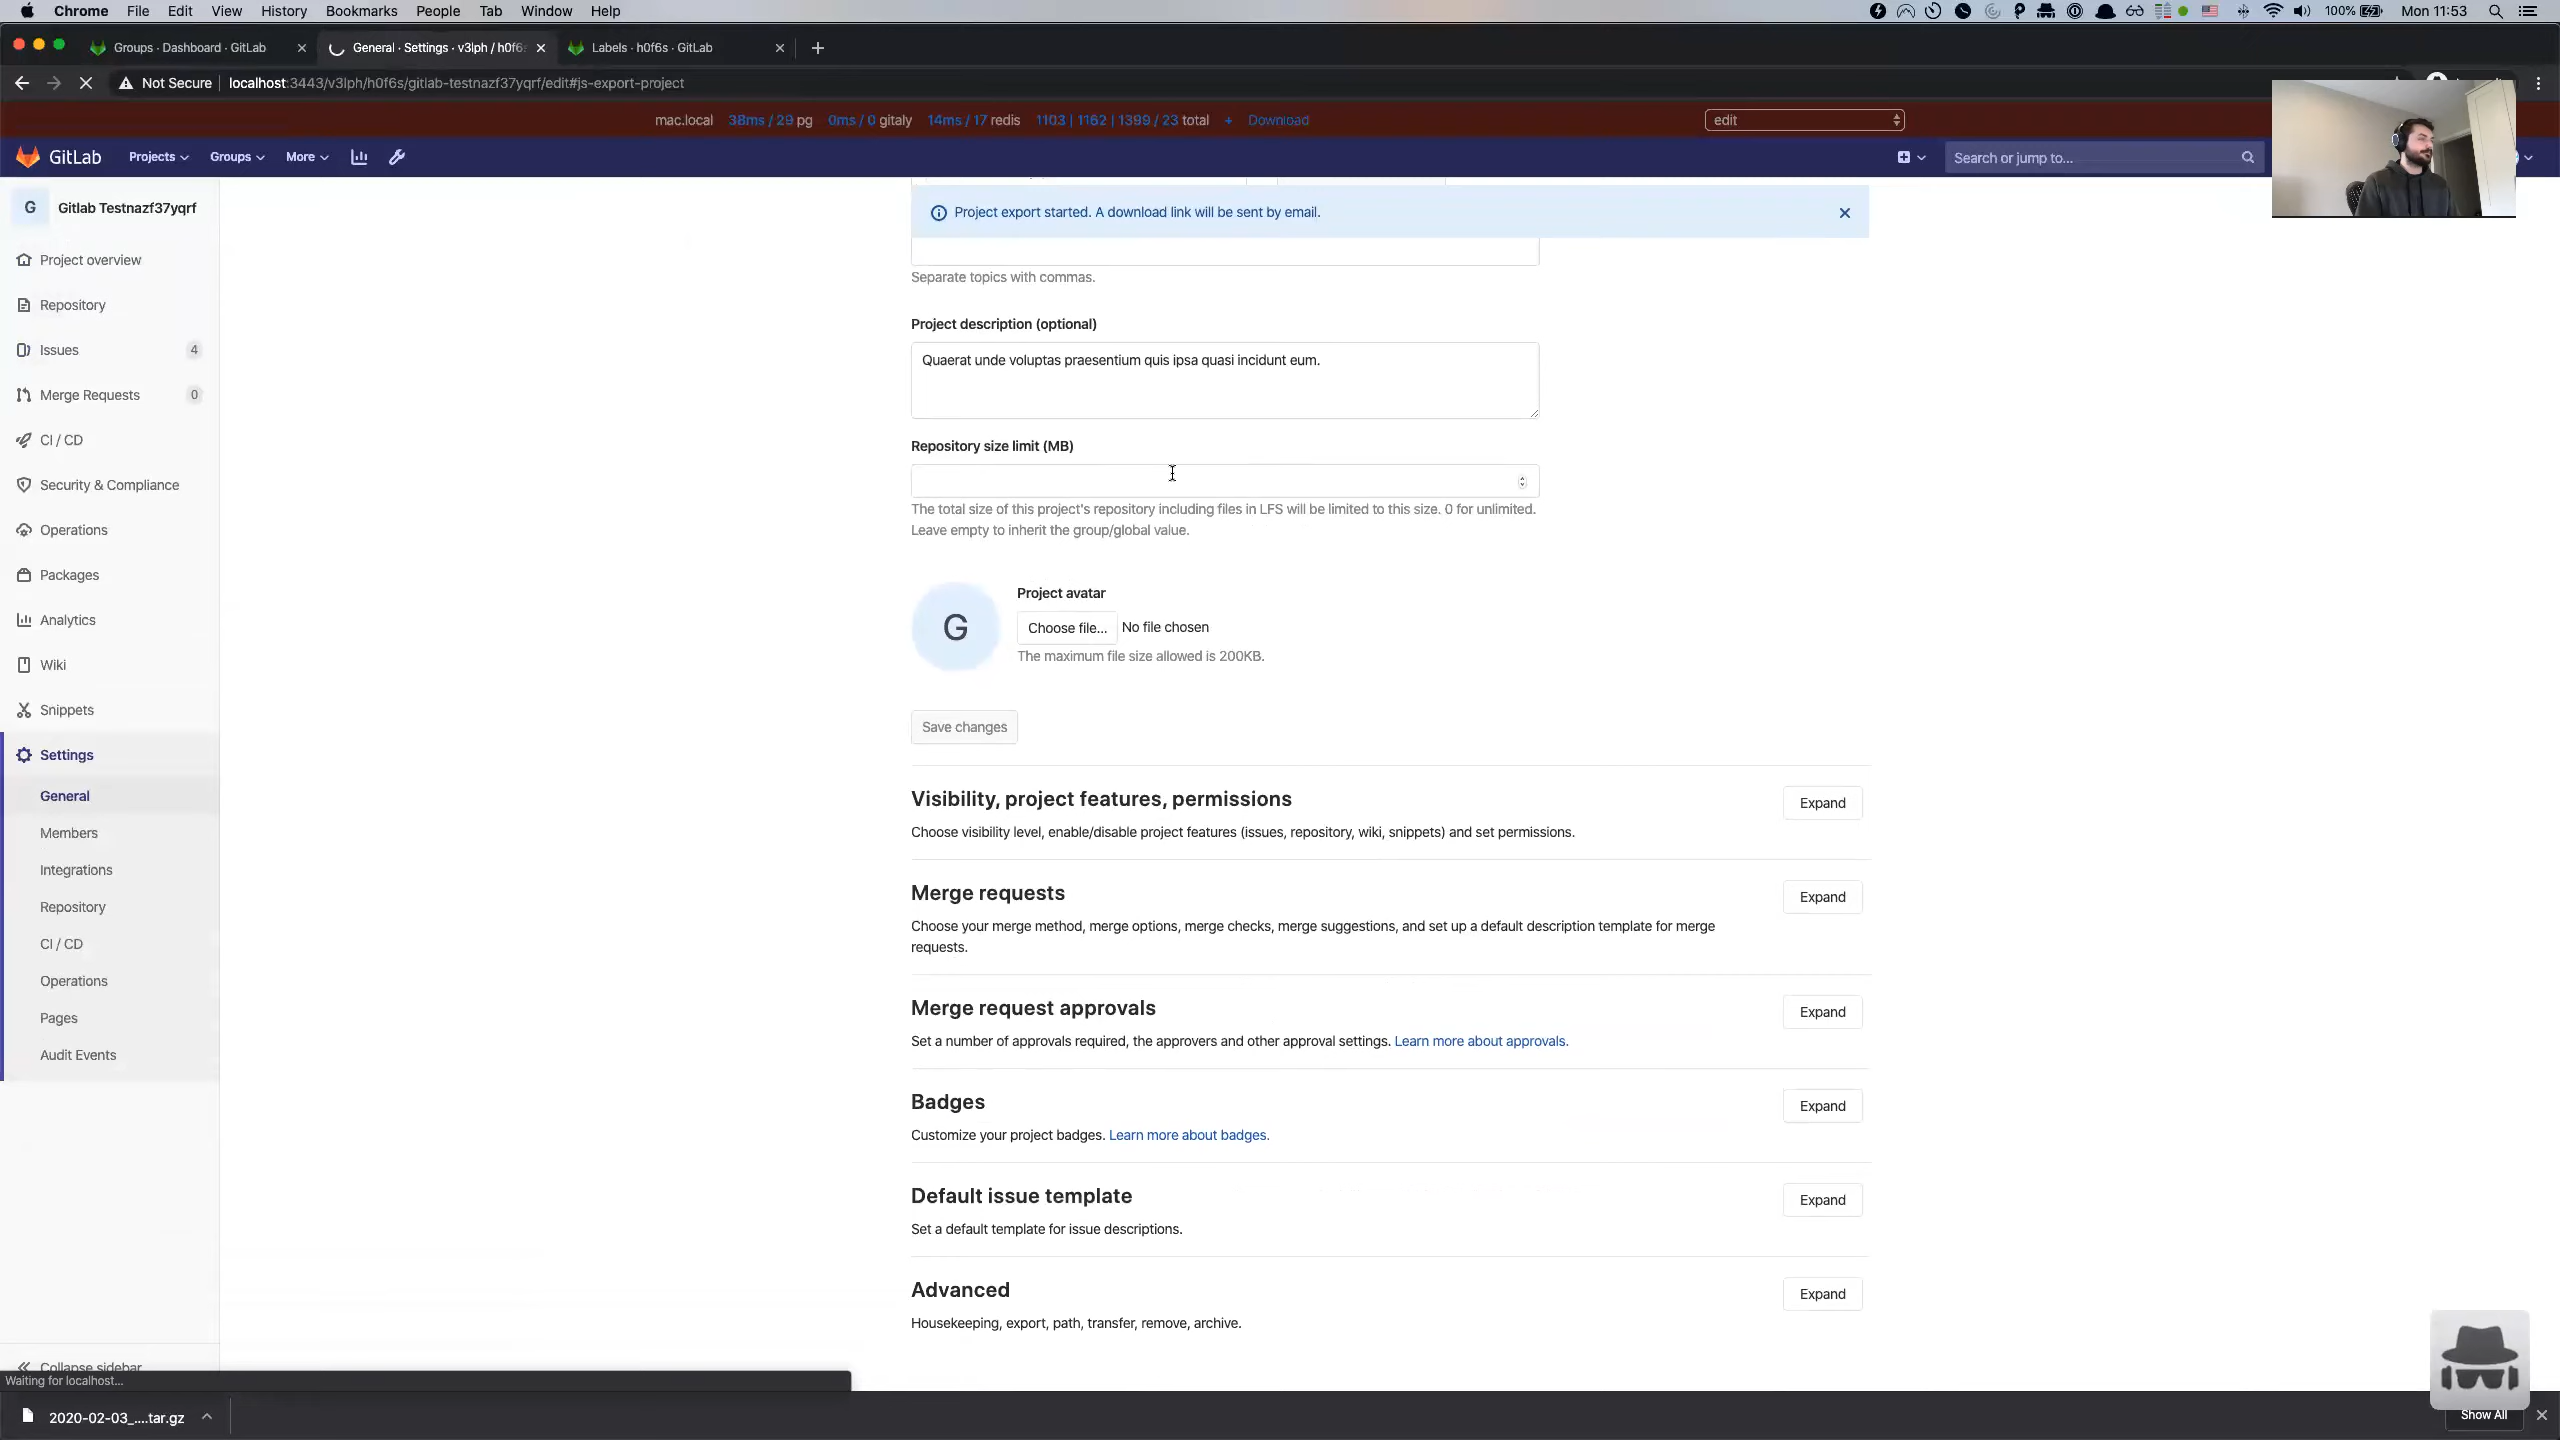 Chrome File Edit View History Bookmarks People Tab Window Help 100% Mon 11:53
Groups · Dashboard · GitLab General · Settings · v3lph / h0f6s Labels · h0f6s · GitLab
Not Secure localhost:3443/v3lph/h0f6s/gitlab-testnazf37yqrf/edit#js-export-project
mac.local 38ms / 29 pg 0ms / 0 gitaly 14ms / 17 redis 1103 | 1162 | 1399 / 23 total + Download edit
GitLab Projects Groups More Search or jump to...
G Gitlab Testnazf37yqrf
Project overview
Repository
Issues 4
Merge Requests 0
CI / CD
Security & Compliance
Operations
Packages
Analytics
Wiki
Snippets
Settings
General
Members
Integrations
Repository
CI / CD
Operations
Pages
Audit Events
Collapse sidebar
Project export started. A download link will be sent by email.
Separate topics with commas.
Project description (optional)
Quaerat unde voluptas praesentium quis ipsa quasi incidunt eum.
Repository size limit (MB)
The total size of this project's repository including files in LFS will be limited to this size. 0 for unlimited.
Leave empty to inherit the group/global value.
G
Project avatar
Choose file... No file chosen
The maximum file size allowed is 200KB.
Save changes
Visibility, project features, permissions
Expand
Choose visibility level, enable/disable project features (issues, repository, wiki, snippets) and set permissions.
Merge requests
Expand
Choose your merge method, merge options, merge checks, merge suggestions, and set up a default description template for merge
requests.
Merge request approvals
Expand
Set a number of approvals required, the approvers and other approval settings. Learn more about approvals.
Badges
Expand
Customize your project badges. Learn more about badges.
Default issue template
Expand
Set a default template for issue descriptions.
Advanced
Expand
Housekeeping, export, path, transfer, remove, archive.
Waiting for localhost...
2020-02-03_....tar.gz
Show All